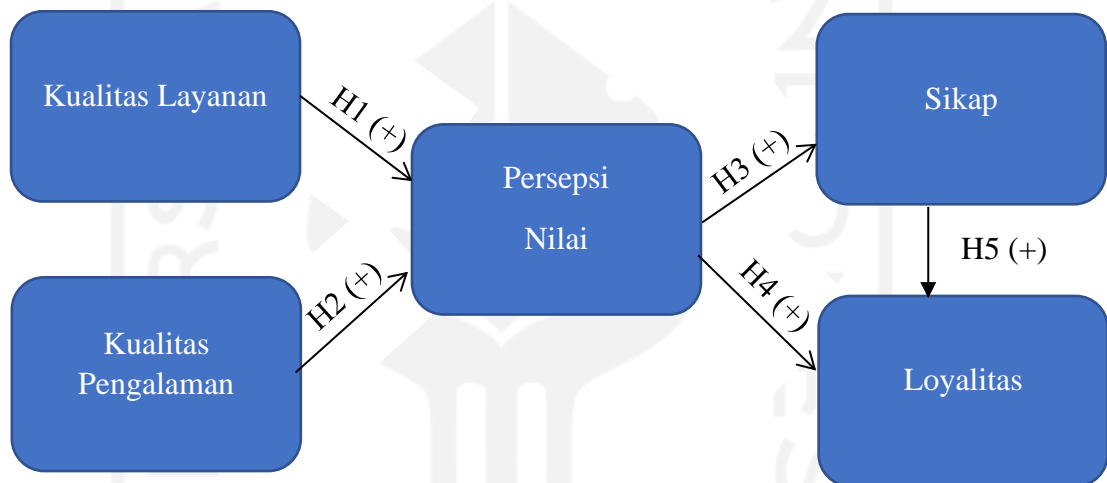 Kualitas Layanan
H1 (+)
Persepsi
Nilai
H3 (+)
Sikap
H5 (+)
H2 (+)
Kualitas
Pengalaman
H4 (+)
Loyalitas